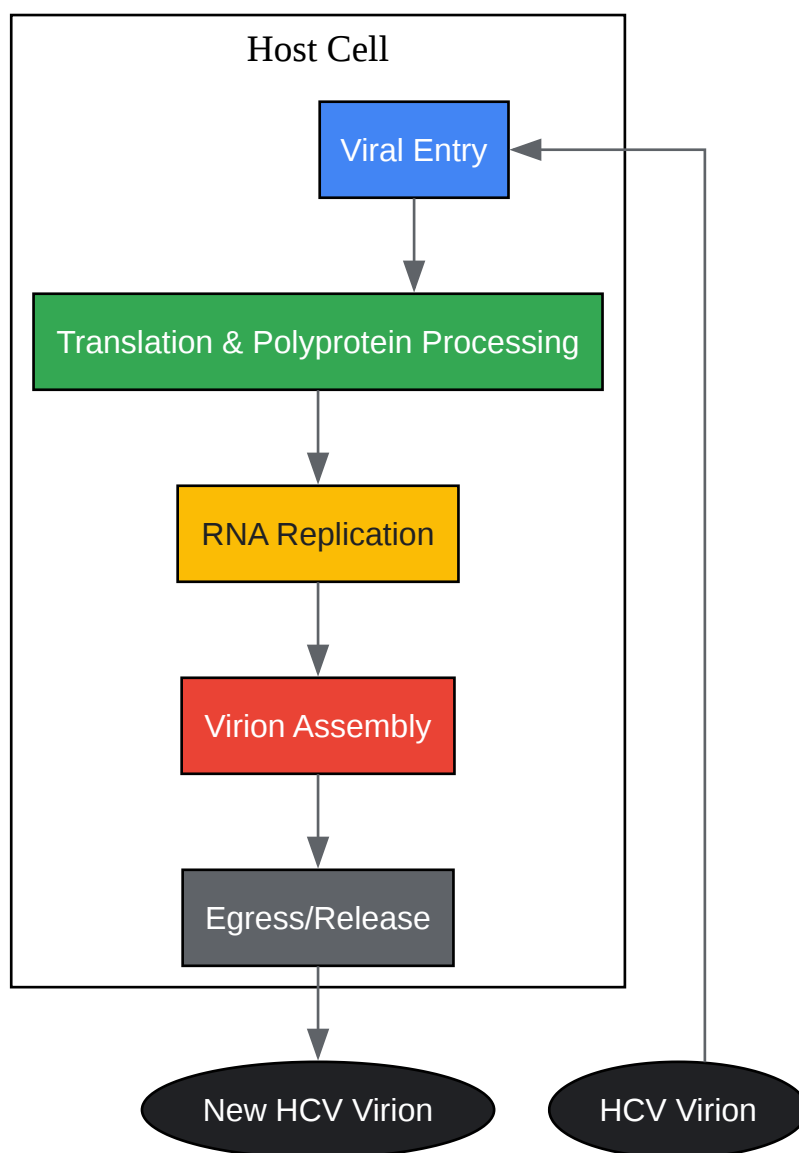 Host Cell
Viral Entry
Translation & Polyprotein Processing
RNA Replication
Virion Assembly
Egress/Release
New HCV Virion
HCV Virion